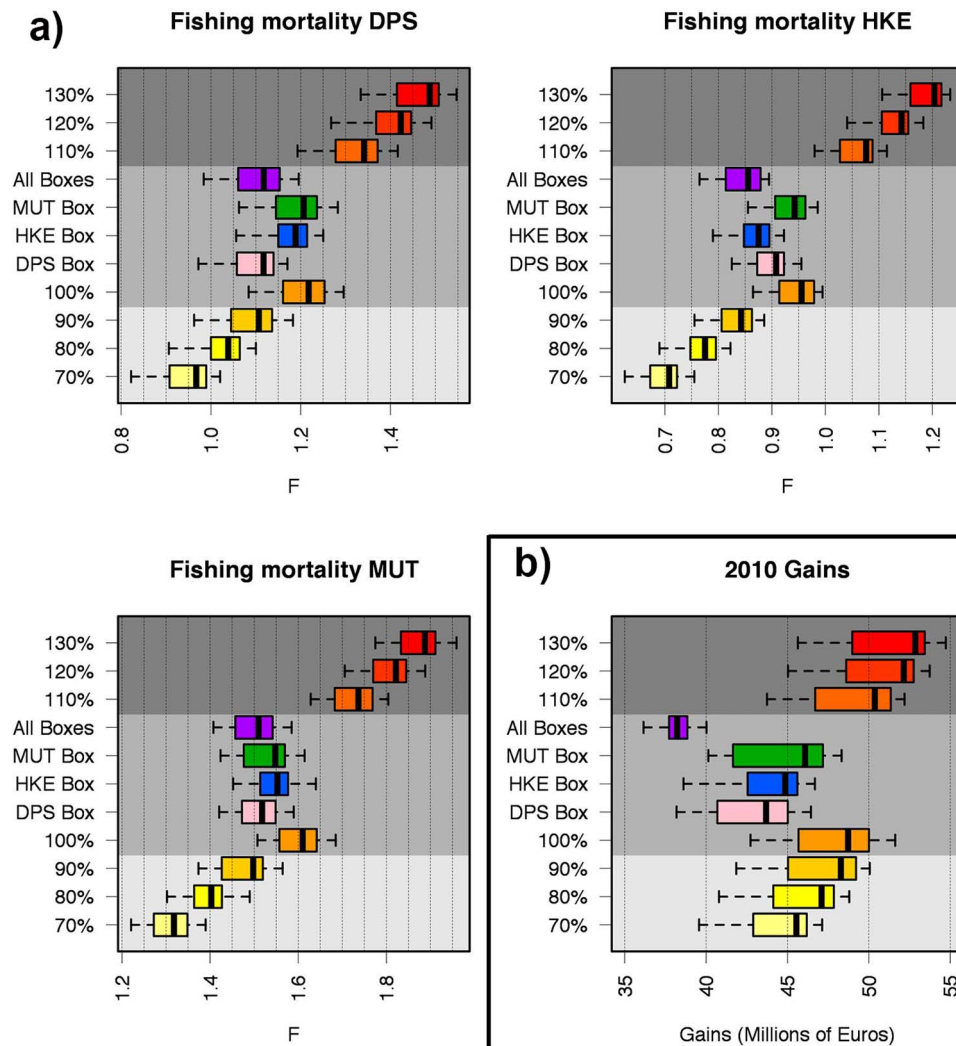 a)
Fishing mortality DPS
130%
120%
110%
All Boxes
MUT Box
HKE Box
DPS Box
100%
90%
80%
70%
0.8
1.0
1.2
1.4
F
Fishing mortality HKE
130%
120%
110%
All Boxes
MUT Box
HKE Box
DPS Box
100%
90%
80%
70%
0.7
0.8
0.9
1.0
1.1
1.2
F
Fishing mortality MUT
130%
120%
110%
All Boxes
MUT Box
HKE Box
DPS Box
100%
90%
80%
70%
1.2
1.4
1.6
1.8
F
b)
2010 Gains
130%
120%
110%
All Boxes
MUT Box
HKE Box
DPS Box
100%
90%
80%
70%
35
40
45
50
55
Gains (Millions of Euros)